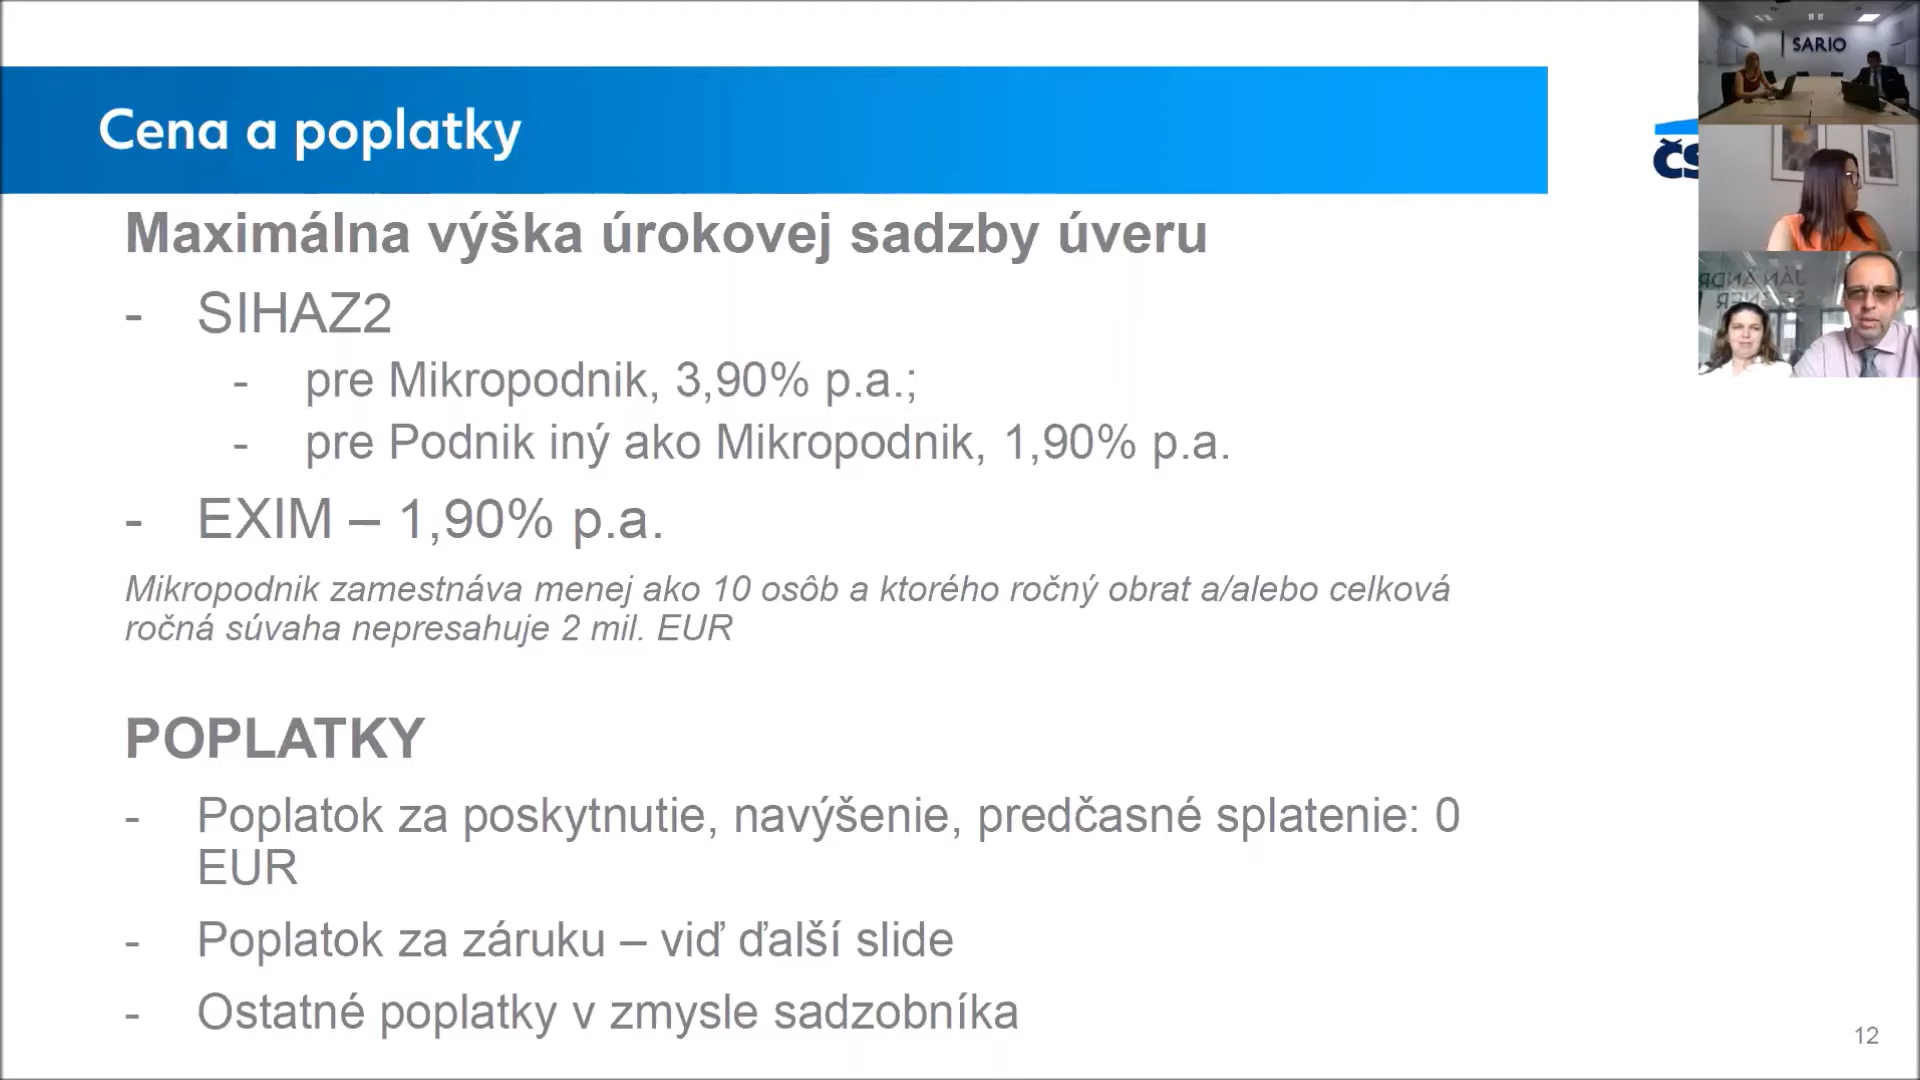 Cena a poplatky
SARIO
ČS
Maximálna výška úrokovej sadzby úveru
- SIHAZ2
- pre Mikropodnik, 3,90% p.a.;
- pre Podnik iný ako Mikropodnik, 1,90% p.a.
- EXIM – 1,90% p.a.
Mikropodnik zamestnáva menej ako 10 osôb a ktorého ročný obrat a/alebo celková
ročná súvaha nepresahuje 2 mil. EUR
POPLATKY
- Poplatok za poskytnutie, navýšenie, predčasné splatenie: 0
EUR
- Poplatok za záruku – viď ďalší slide
- Ostatné poplatky v zmysle sadzobníka
12